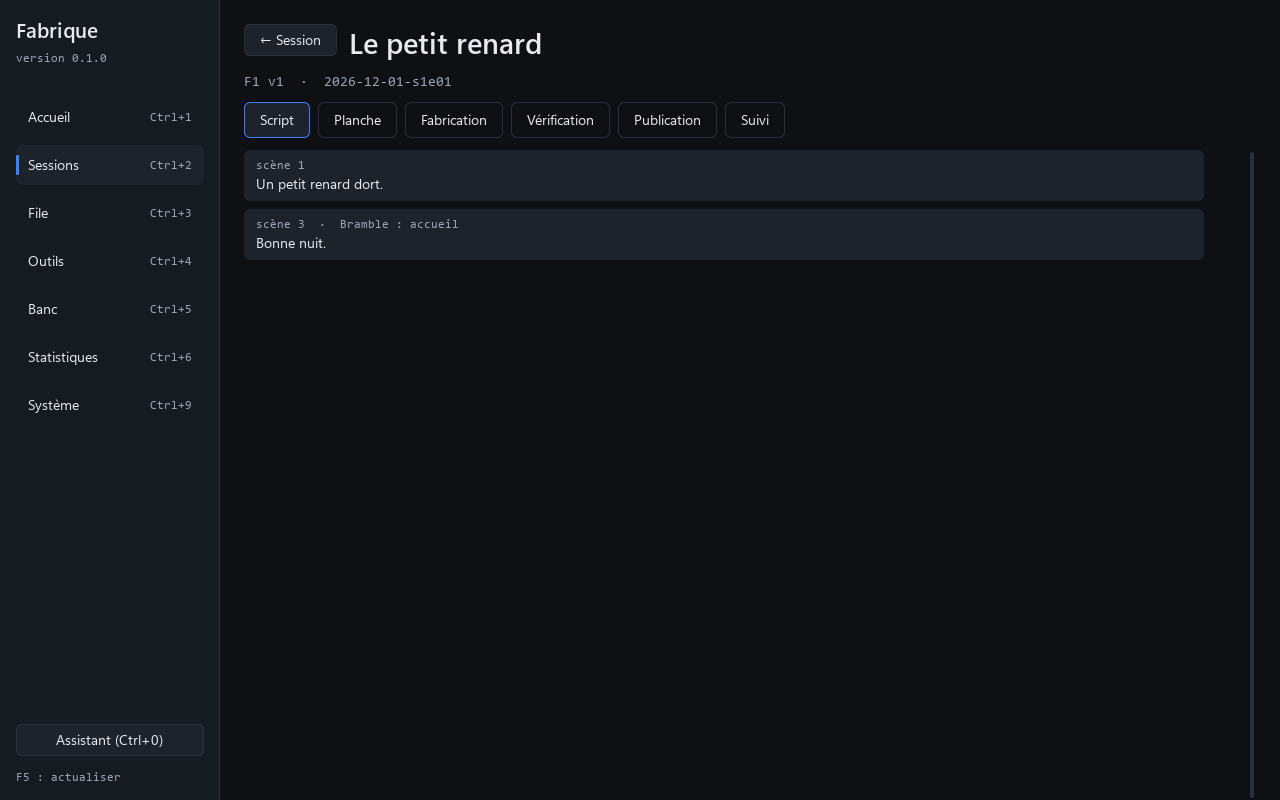 Fabrique
version 0.1.0
Accueil Ctrl+1
Sessions Ctrl+2
File Ctrl+3
Outils Ctrl+4
Banc Ctrl+5
Statistiques Ctrl+6
Système Ctrl+9
Assistant (Ctrl+0)
F5 : actualiser
← Session
Le petit renard
F1 v1 · 2026-12-01-s1e01
Script Planche Fabrication Vérification Publication Suivi
scène 1
Un petit renard dort.
scène 3 · Bramble : accueil
Bonne nuit.